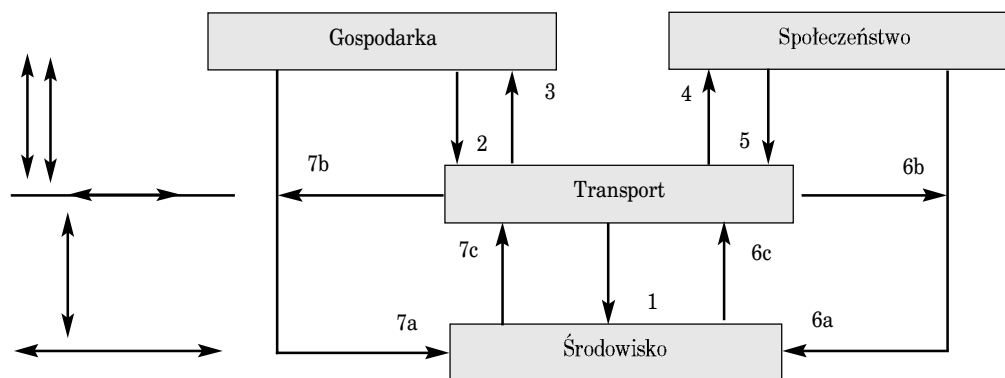 Gospodarka
Społeczeństwo
3
4
2
5
7b
6b
Transport
7c
6c
1
7a
6a
Środowisko